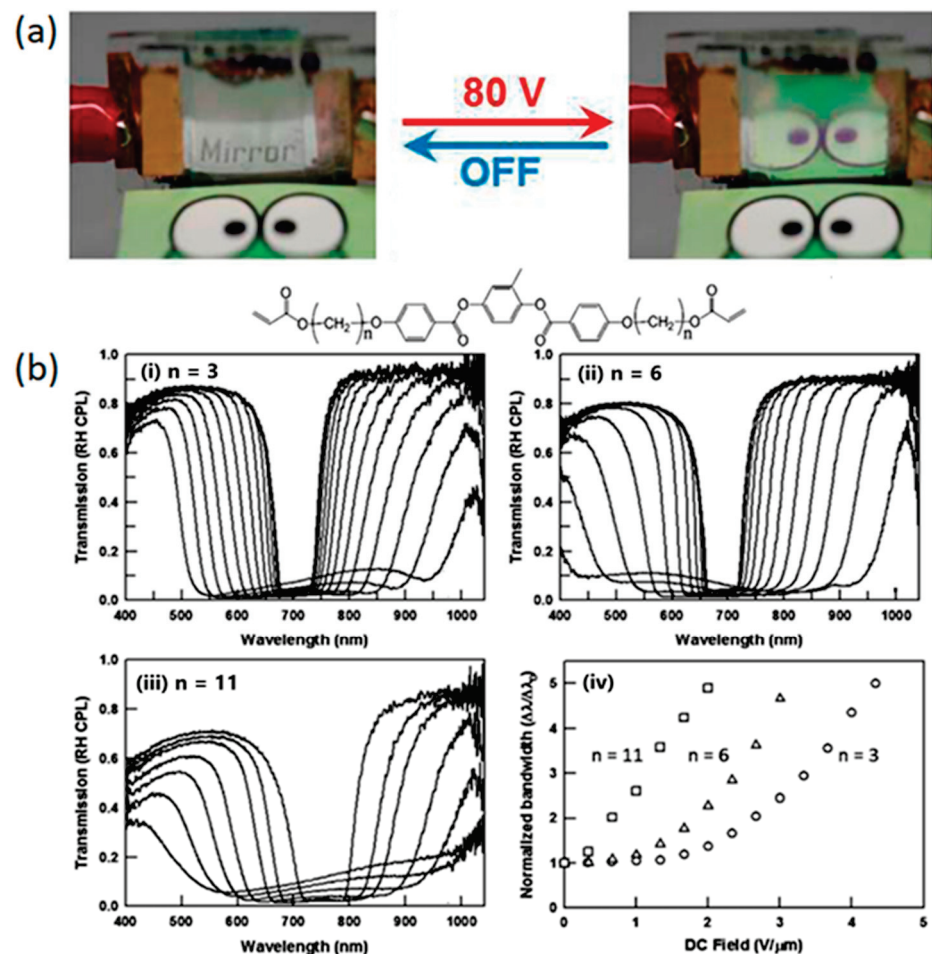 (a)
80 V
OFF
Mirror
O
O
(CH₂)
n
O
O
O
O
O
O
(CH₂)
n
O
O
(b)
(i) n = 3
Transmission (RH CPL)
1.0
0.8
0.6
0.4
0.2
0.0
400 500 600 700 800 900 1000
Wavelength (nm)
(ii) n = 6
Transmission (RH CPL)
1.0
0.8
0.6
0.4
0.2
0.0
400 500 600 700 800 900 1000
Wavelength (nm)
(iii) n = 11
Transmission (RH CPL)
1.0
0.8
0.6
0.4
0.2
0.0
400 500 600 700 800 900 1000
Wavelength (nm)
(iv)
Normalized bandwidth (Δλ/Δλ₀)
5
4
3
2
1
0
n = 11 n = 6 n = 3
0 1 2 3 4 5
DC Field (V/μm)